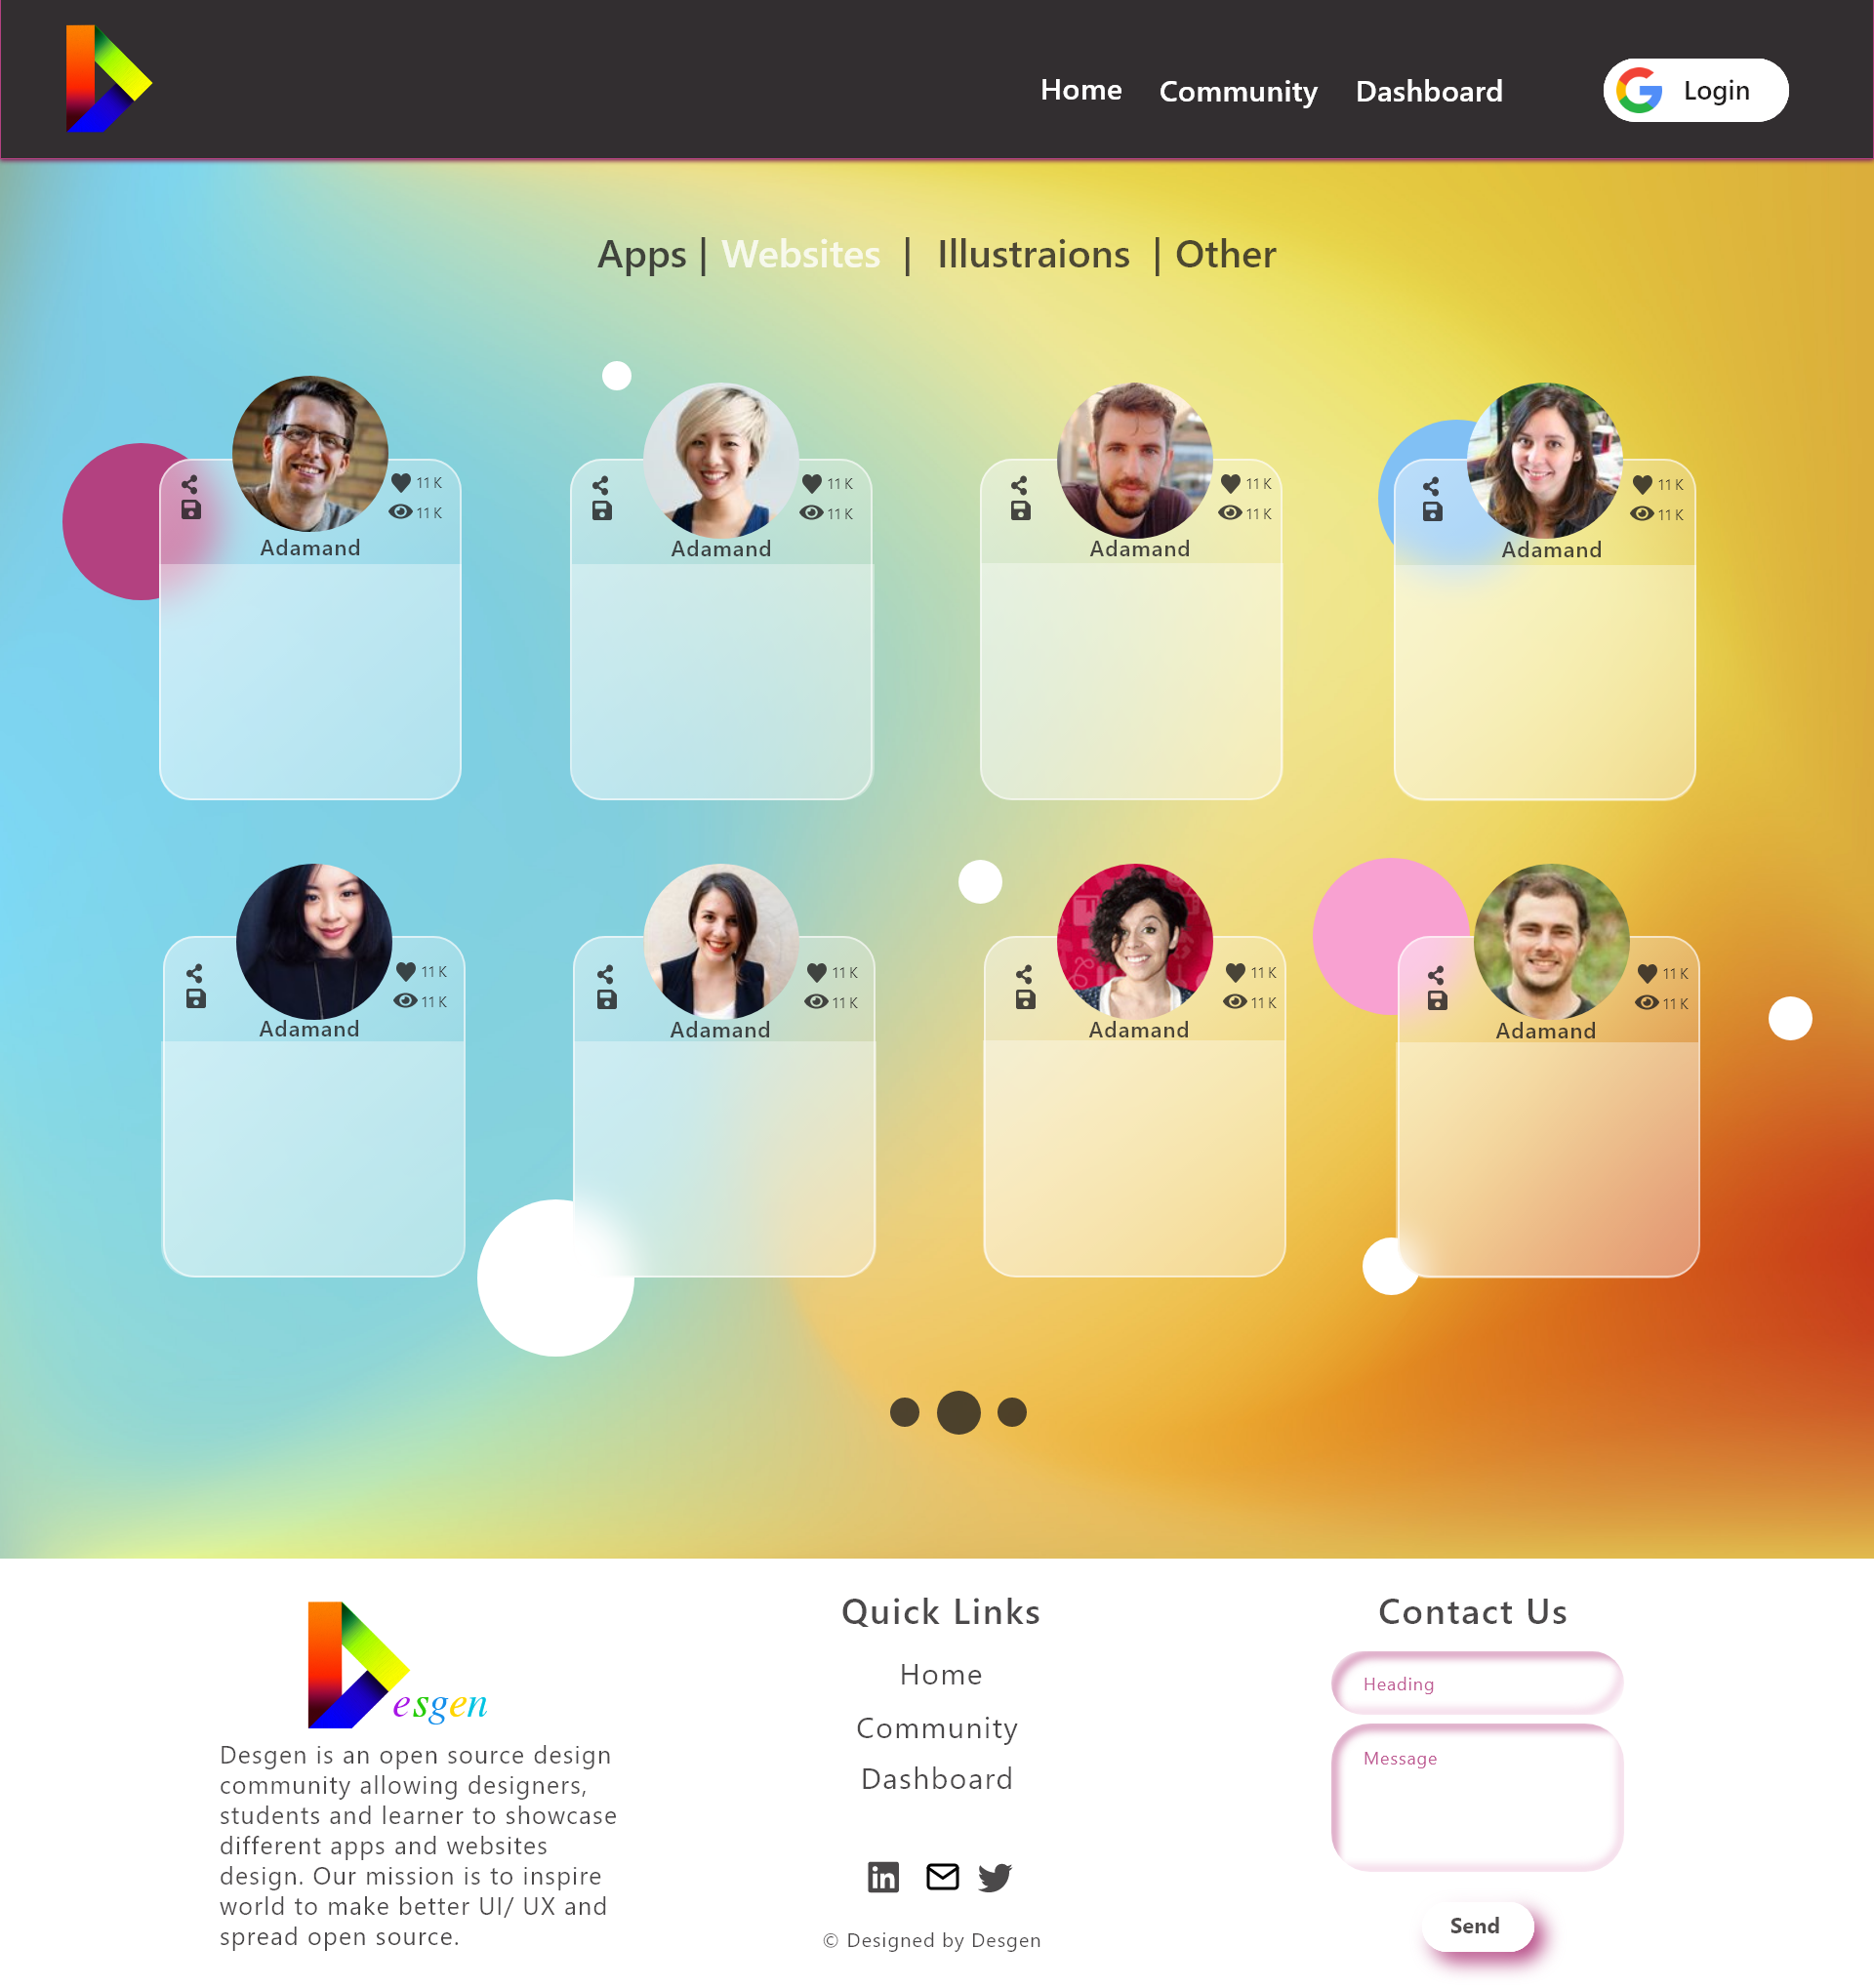 Home Community Dashboard Login
Apps | Websites | Illustraions | Other
11 K 11 K 11 K 11 K
11 K 11 K 11 K 11 K
Adamand Adamand Adamand Adamand
11 K 11 K 11 K 11 K
11 K 11 K 11 K 11 K
Adamand Adamand Adamand Adamand
esgen
Desgen is an open source design
community allowing designers,
students and learner to showcase
different apps and websites
design. Our mission is to inspire
world to make better UI/ UX and
spread open source.
Quick Links
Home
Community
Dashboard
© Designed by Desgen
Contact Us
Heading
Message
Send